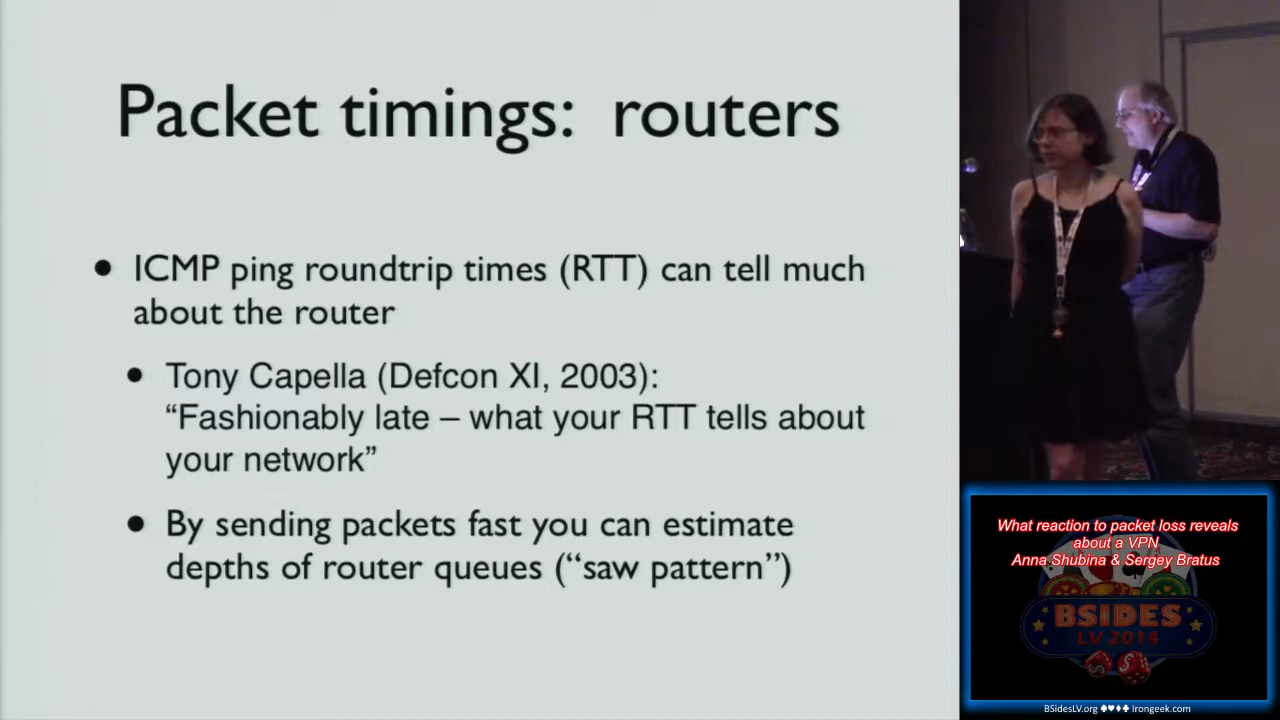 Packet timings: routers
• ICMP ping roundtrip times (RTT) can tell much
about the router
• Tony Capella (Defcon XI, 2003):
“Fashionably late – what your RTT tells about
your network”
• By sending packets fast you can estimate
depths of router queues (“saw pattern”)
What reaction to packet loss reveals
about a VPN
Anna Shubina & Sergey Bratus
BSIDES
LV 2014
BSidesLV.org ♠♥♦♣ Irongeek.com